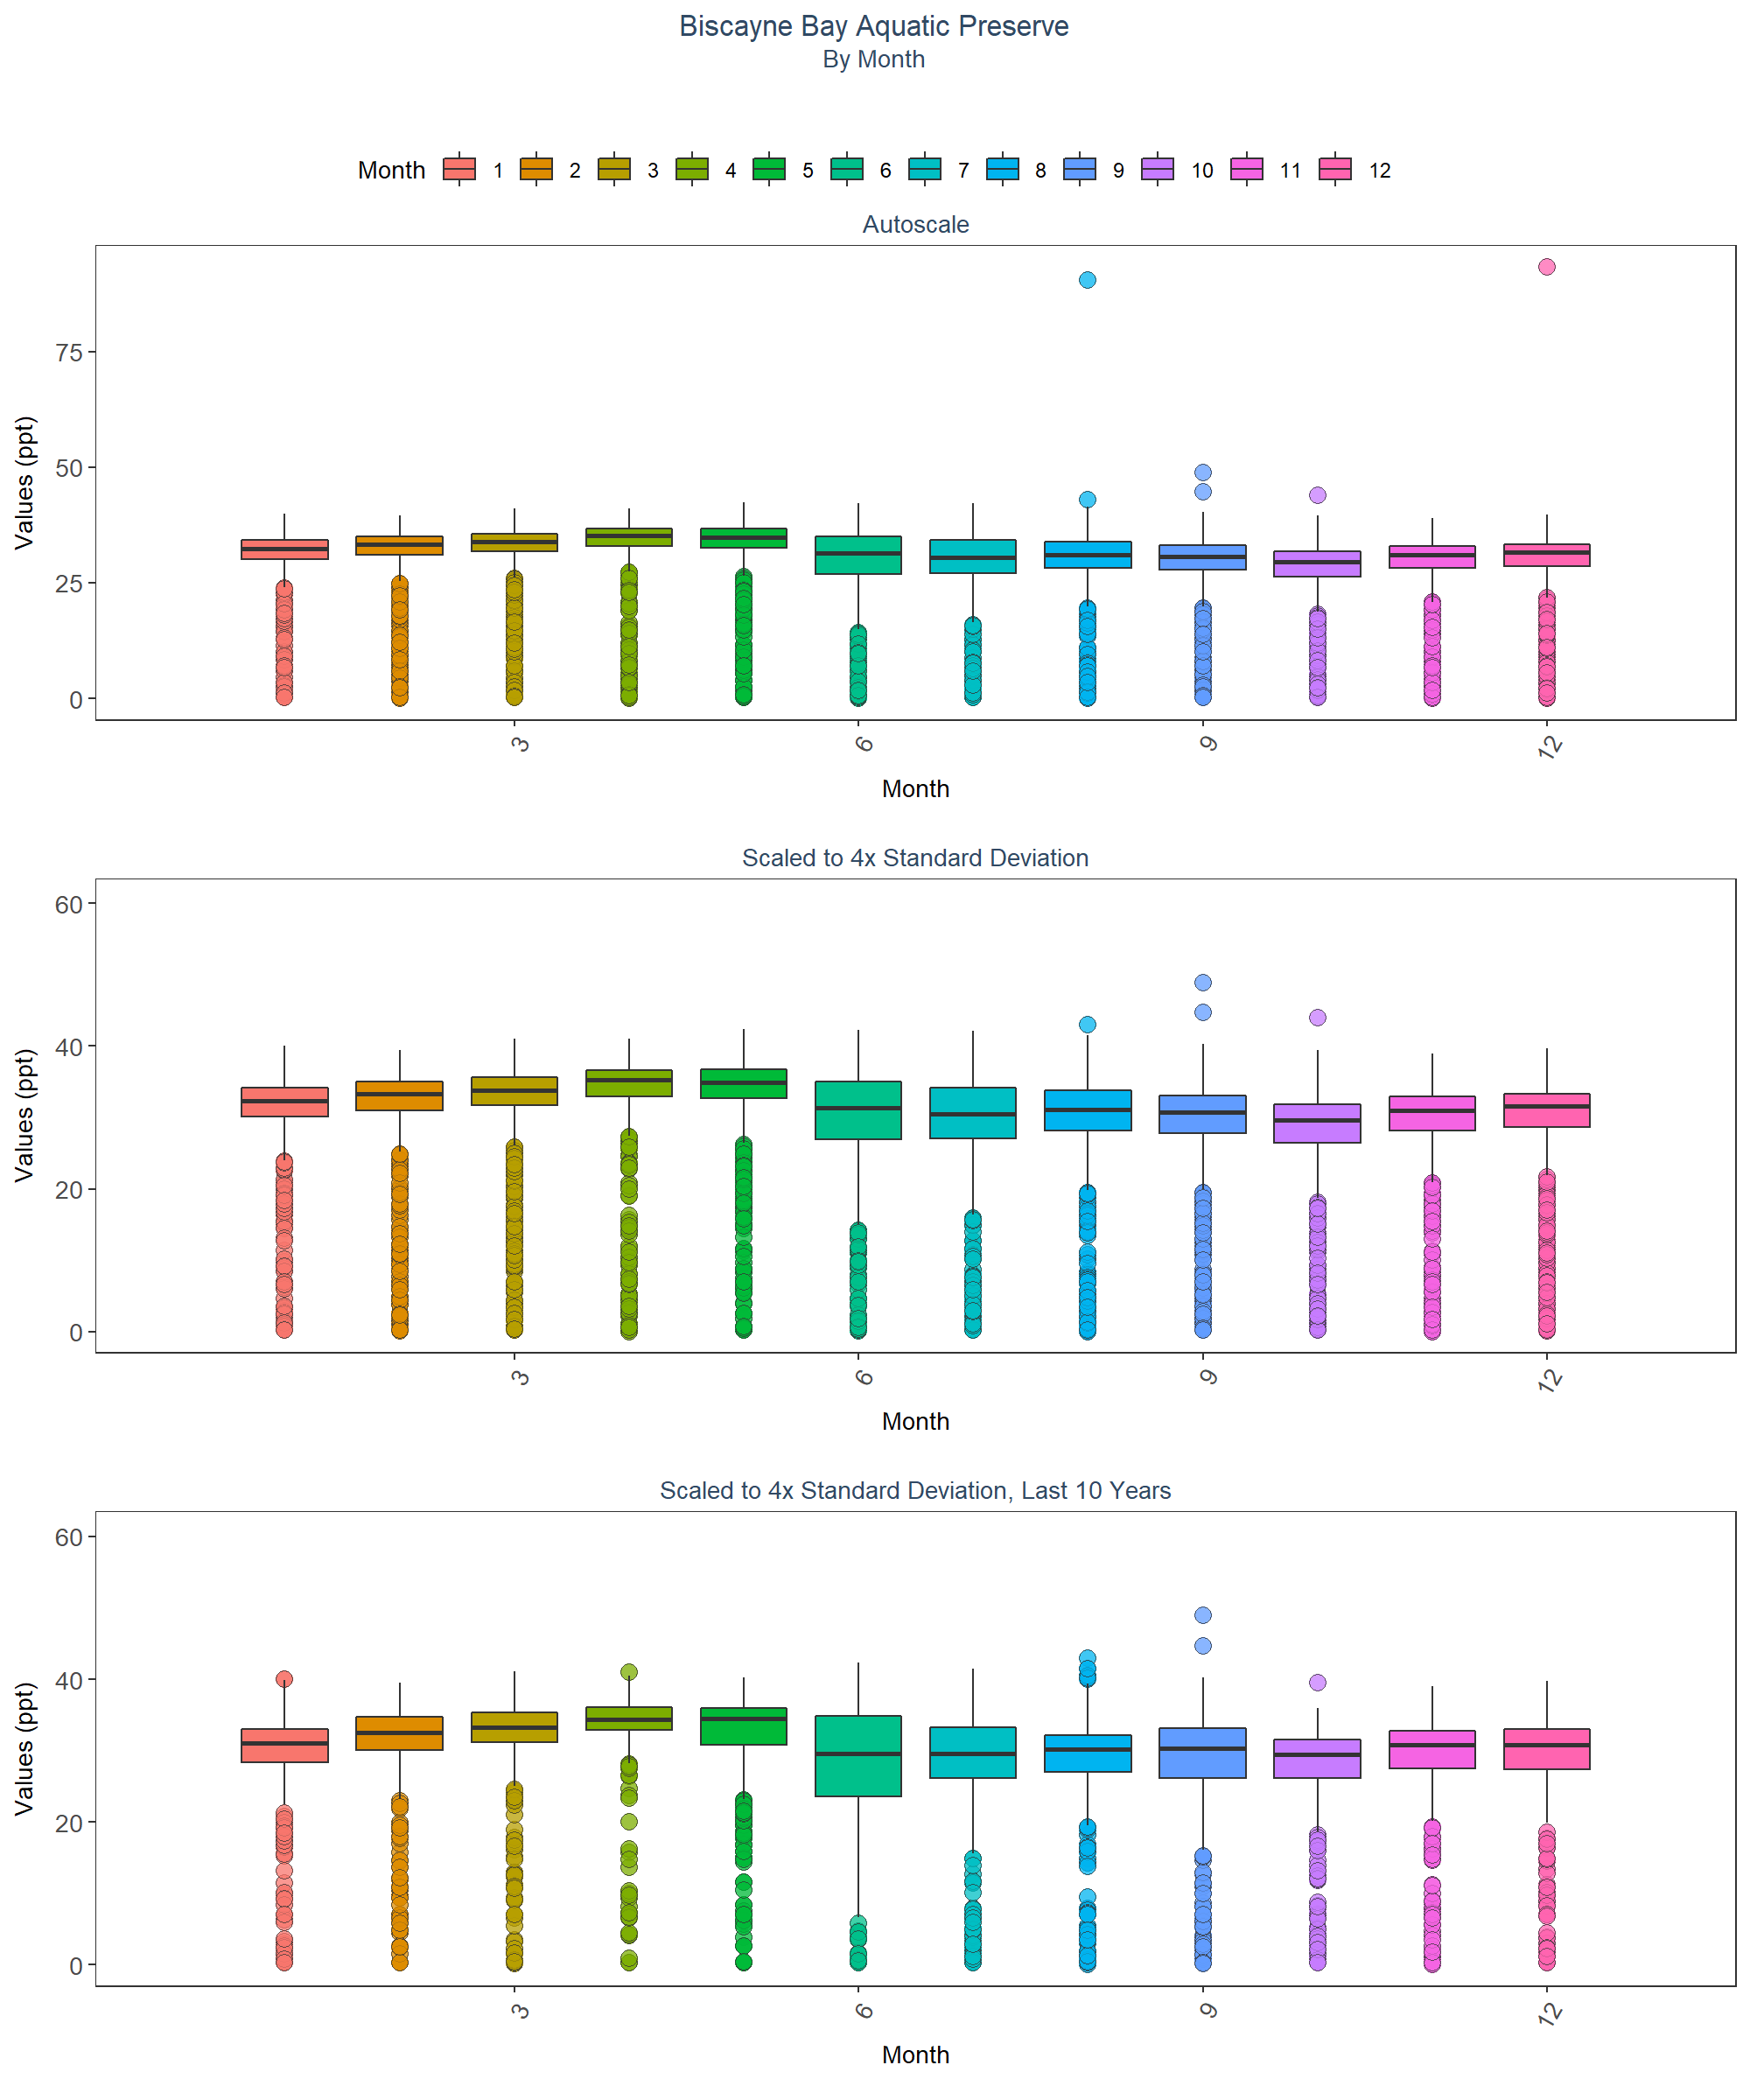 Biscayne Bay Aquatic Preserve
By Month
Month 1 2 3 4 5 6 7 8 9 10 11 12
Autoscale
Values (ppt)
75
50
25
0
3 6 9 12
Month
Scaled to 4x Standard Deviation
Values (ppt)
60
40
20
0
3 6 9 12
Month
Scaled to 4x Standard Deviation, Last 10 Years
Values (ppt)
60
40
20
0
3 6 9 12
Month